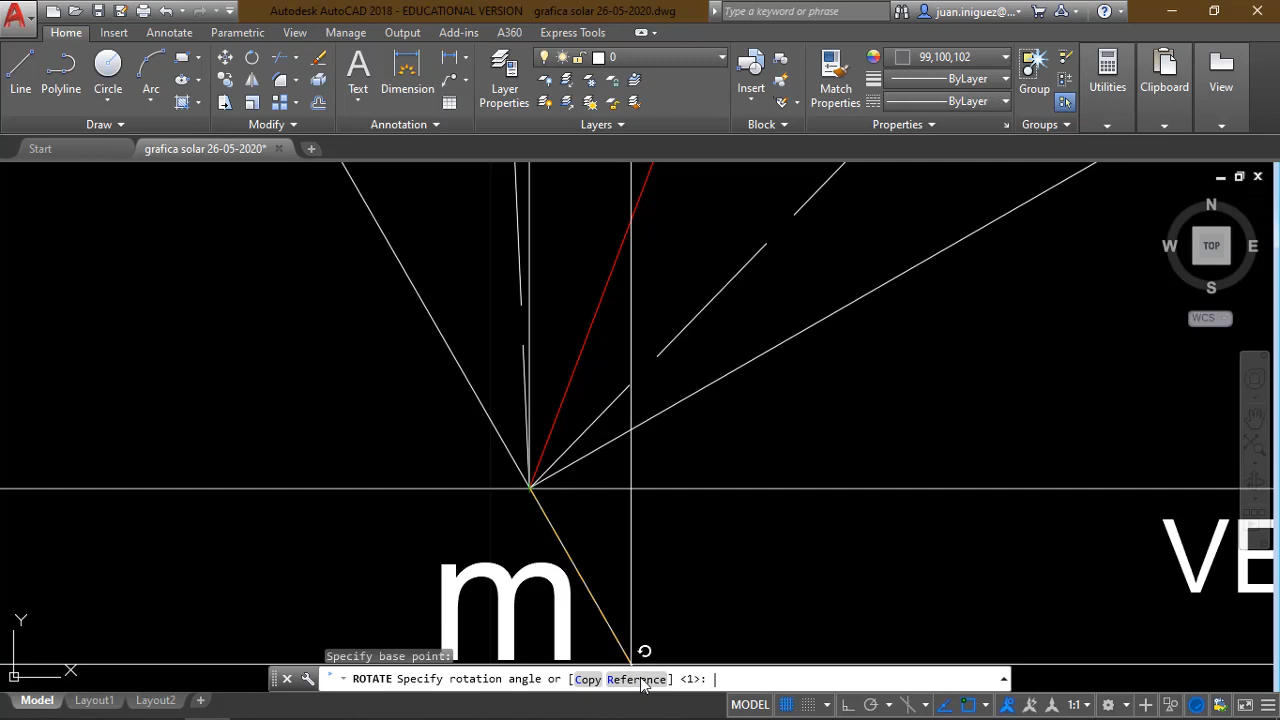 Autodesk AutoCAD 2018 - EDUCATIONAL VERSION grafica solar 26-05-2020.dwg Type a keyword or phrase juan.iniguez@...
Home Insert Annotate Parametric View Manage Output Add-ins A360 Express Tools
0 99,100,102
ByLayer
ByLayer
Line Polyline Circle Arc Text Dimension Layer Properties Insert Match Properties Group Utilities Clipboard View
Draw Modify Annotation Layers Block Properties Groups
Start grafica solar 26-05-2020*
N
W TOP E
S
WCS
VE
m
Y
X
Specify base point:
ROTATE Specify rotation angle or [Copy Reference] <1>:
Model Layout1 Layout2 MODEL 1:1